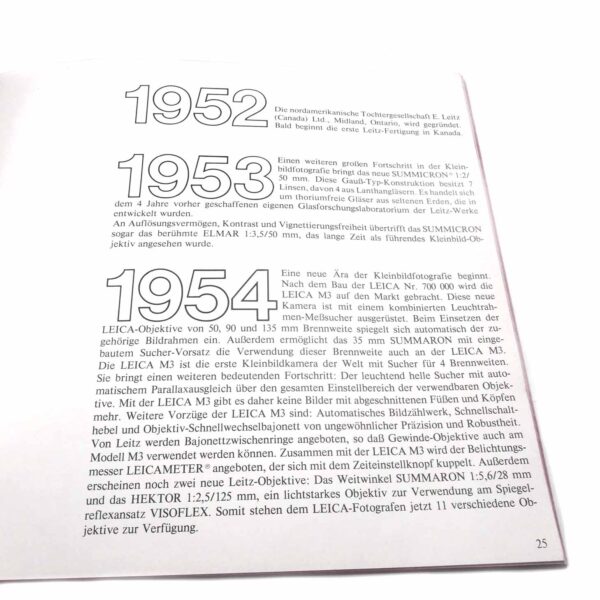 1952
Die nordamerikanische Tochtergesellschaft E. Leitz
(Canada) Ltd., Midland, Ontario, wird gegründet.
Bald beginnt die erste Leitz-Fertigung in Kanada.
1953
Einen weiteren großen Fortschritt in der Klein-
bildfotografie bringt das neue SUMMICRON® 1:2/
50 mm. Diese Gauß-Typ-Konstruktion besitzt 7
Linsen, davon 4 aus Lanthangläsern. Es handelt sich
um thoriumfreie Gläser aus seltenen Erden, die in
dem 4 Jahre vorher geschaffenen eigenen Glasforschungslaboratorium der Leitz-Werke
entwickelt wurden.
An Auflösungsvermögen, Kontrast und Vignettierungsfreiheit übertrifft das SUMMICRON
sogar das berühmte ELMAR 1:3,5/50 mm, das lange Zeit als führendes Kleinbild-Ob-
jektiv angesehen wurde.
1954
Eine neue Ära der Kleinbildfotografie beginnt.
Nach dem Bau der LEICA Nr. 700 000 wird die
LEICA M3 auf den Markt gebracht. Diese neue
Kamera ist mit einem kombinierten Leuchtrah-
men-Meßsucher ausgerüstet. Beim Einsetzen der
LEICA-Objektive von 50, 90 und 135 mm Brennweite spiegelt sich automatisch der zu-
gehörige Bildrahmen ein. Außerdem ermöglicht das 35 mm SUMMARON mit einge-
bautem Sucher-Vorsatz die Verwendung dieser Brennweite auch an der LEICA M3.
Die LEICA M3 ist die erste Kleinbildkamera der Welt mit Sucher für 4 Brennweiten.
Sie bringt einen weiteren bedeutenden Fortschritt: Der leuchtend helle Sucher mit auto-
matischem Parallaxausgleich über den gesamten Einstellbereich der verwendbaren Objek-
tive. Mit der LEICA M3 gibt es daher keine Bilder mit abgeschnittenen Füßen und Köpfen
mehr. Weitere Vorzüge der LEICA M3 sind: Automatisches Bildzählwerk, Schnellschalt-
hebel und Objektiv-Schnellwechselbajonett von ungewöhnlicher Präzision und Robustheit.
Von Leitz werden Bajonettzwischenringe angeboten, so daß Gewinde-Objektive auch am
Modell M3 verwendet werden können. Zusammen mit der LEICA M3 wird der Belichtungs-
messer LEICAMETER® angeboten, der sich mit dem Zeiteinstellknopf kuppelt. Außerdem
erscheinen noch zwei neue Leitz-Objektive: Das Weitwinkel SUMMARON 1:5,6/28 mm
und das HEKTOR 1:2,5/125 mm, ein lichtstarkes Objektiv zur Verwendung am Spiegel-
reflexansatz VISOFLEX. Somit stehen dem LEICA-Fotografen jetzt 11 verschiedene Ob-
jektive zur Verfügung.
25